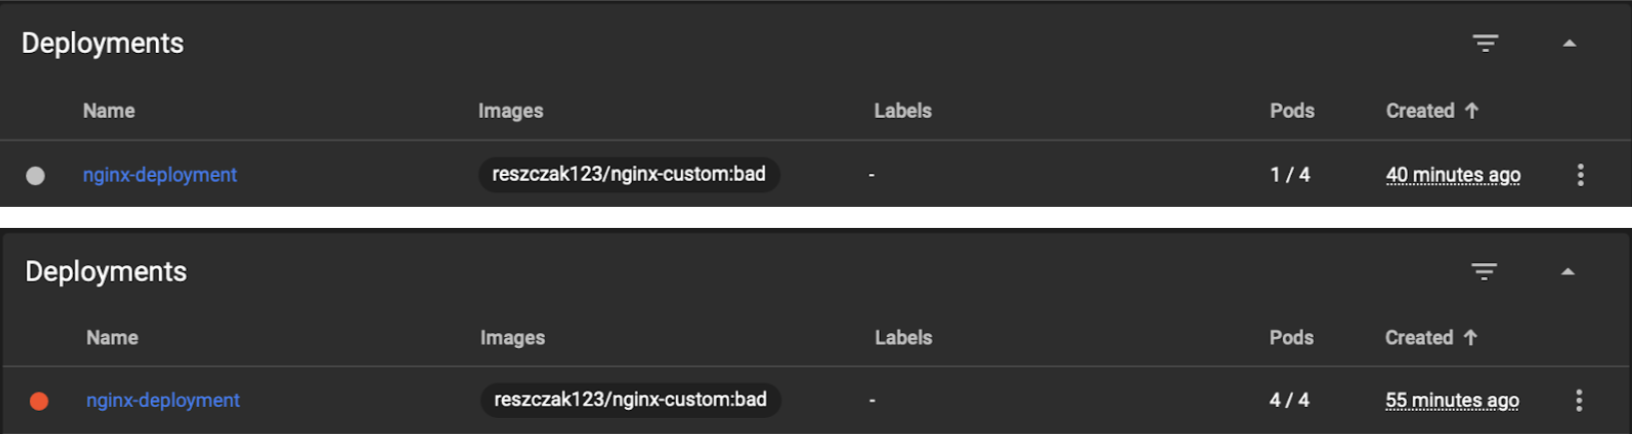 Deployments
Name Images Labels Pods Created ↑
nginx-deployment reszczak123/nginx-custom:bad - 1 / 4 40 minutes ago
Deployments
Name Images Labels Pods Created ↑
nginx-deployment reszczak123/nginx-custom:bad - 4 / 4 55 minutes ago